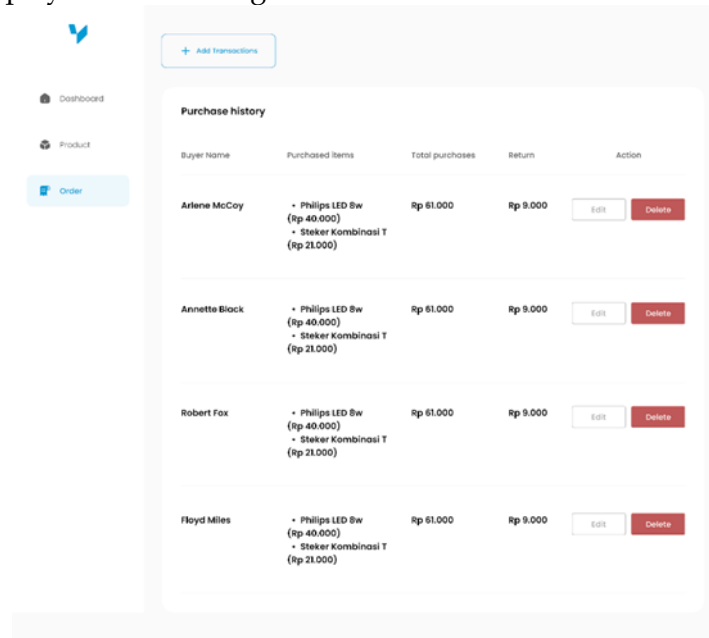 + Add Transactions
Dashboard
Product
Order
Purchase history
Buyer Name Purchased items Total purchases Return Action
Arlene McCoy • Philips LED 8w Rp 61.000 Rp 9.000 Edit Delete
(Rp 40.000)
• Steker Kombinasi T
(Rp 21.000)
Annette Black • Philips LED 8w Rp 61.000 Rp 9.000 Edit Delete
(Rp 40.000)
• Steker Kombinasi T
(Rp 21.000)
Robert Fox • Philips LED 8w Rp 61.000 Rp 9.000 Edit Delete
(Rp 40.000)
• Steker Kombinasi T
(Rp 21.000)
Floyd Miles • Philips LED 8w Rp 61.000 Rp 9.000 Edit Delete
(Rp 40.000)
• Steker Kombinasi T
(Rp 21.000)